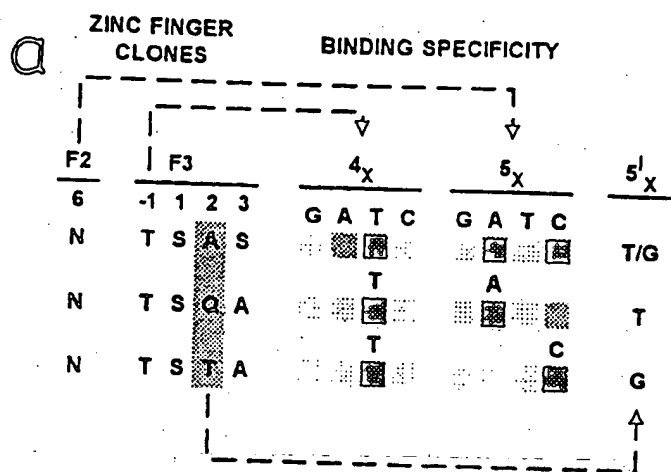 a
ZINC FINGER CLONES
BINDING SPECIFICITY
F2 F3 4X 5X 5'X
6 -1 1 2 3
G A T C G A T C
N T S A S T/G
T A
N T S Q A T
T C
N T S T A G